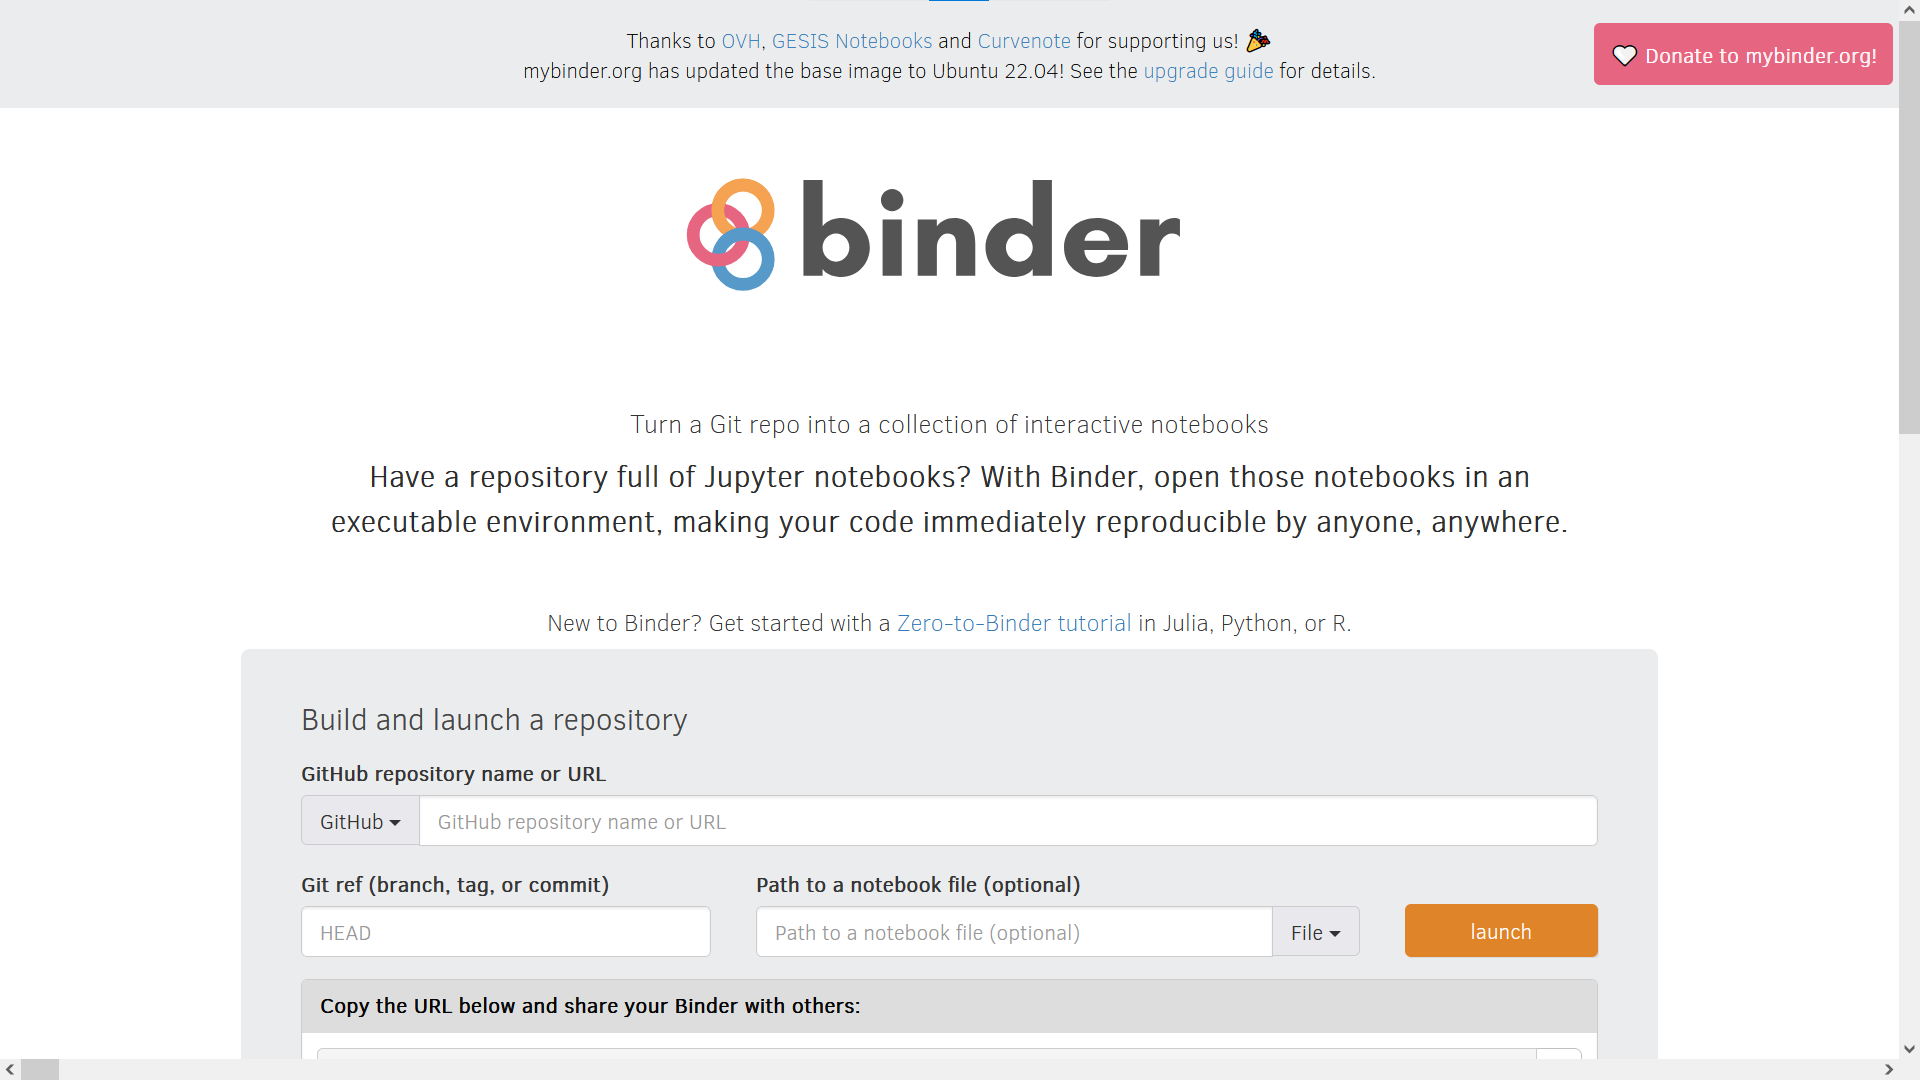 Thanks to OVH, GESIS Notebooks and Curvenote for supporting us!
mybinder.org has updated the base image to Ubuntu 22.04! See the upgrade guide for details.
Donate to mybinder.org!
binder
Turn a Git repo into a collection of interactive notebooks
Have a repository full of Jupyter notebooks? With Binder, open those notebooks in an
executable environment, making your code immediately reproducible by anyone, anywhere.
New to Binder? Get started with a Zero-to-Binder tutorial in Julia, Python, or R.
Build and launch a repository
GitHub repository name or URL
GitHub GitHub repository name or URL
Git ref (branch, tag, or commit) Path to a notebook file (optional)
HEAD Path to a notebook file (optional) File launch
Copy the URL below and share your Binder with others: